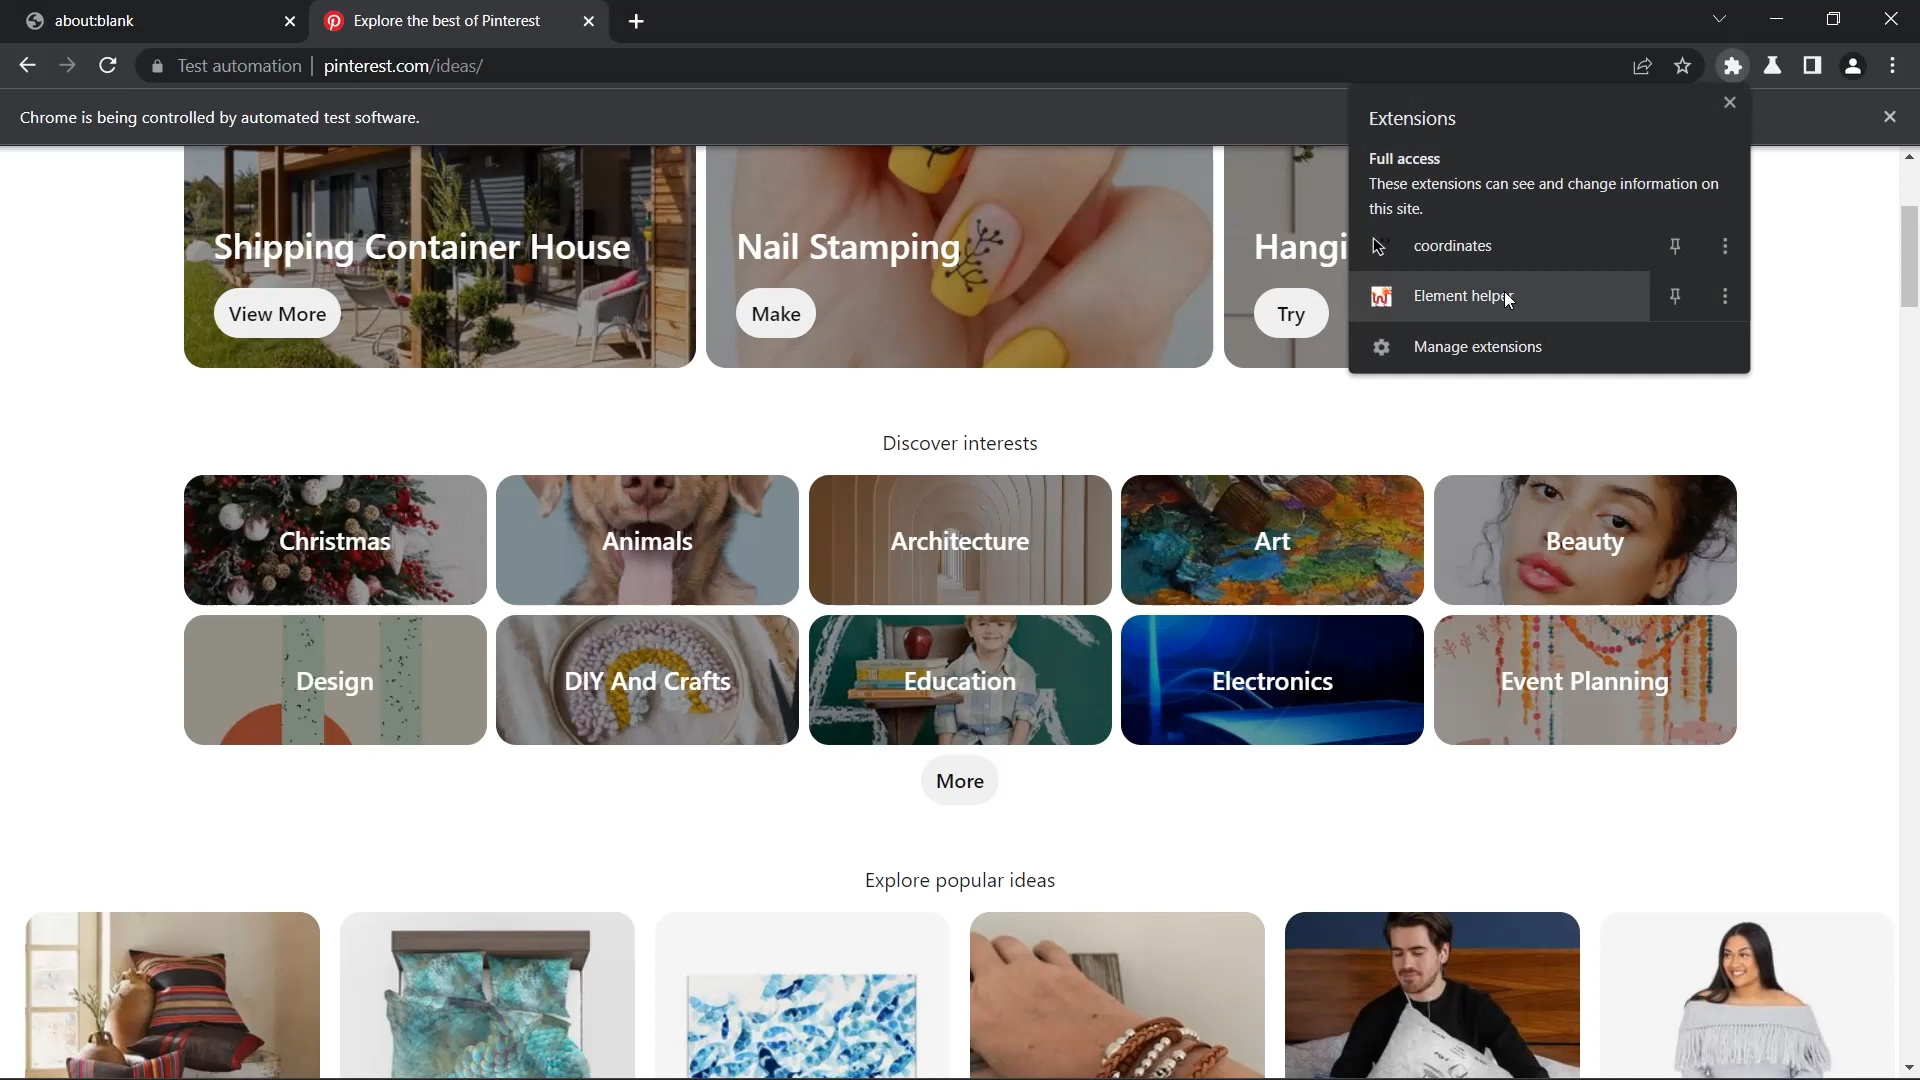 about:blank
Explore the best of Pinterest
Test automation
pinterest.com/ideas/
Chrome is being controlled by automated test software.
Extensions
Full access
These extensions can see and change information on
this site.
coordinates
Element helper
Manage extensions
Shipping Container House
View More
Nail Stamping
Make
Hangi
Try
Discover interests
Christmas
Animals
Architecture
Art
Beauty
Design
DIY And Crafts
Education
Electronics
Event Planning
More
Explore popular ideas